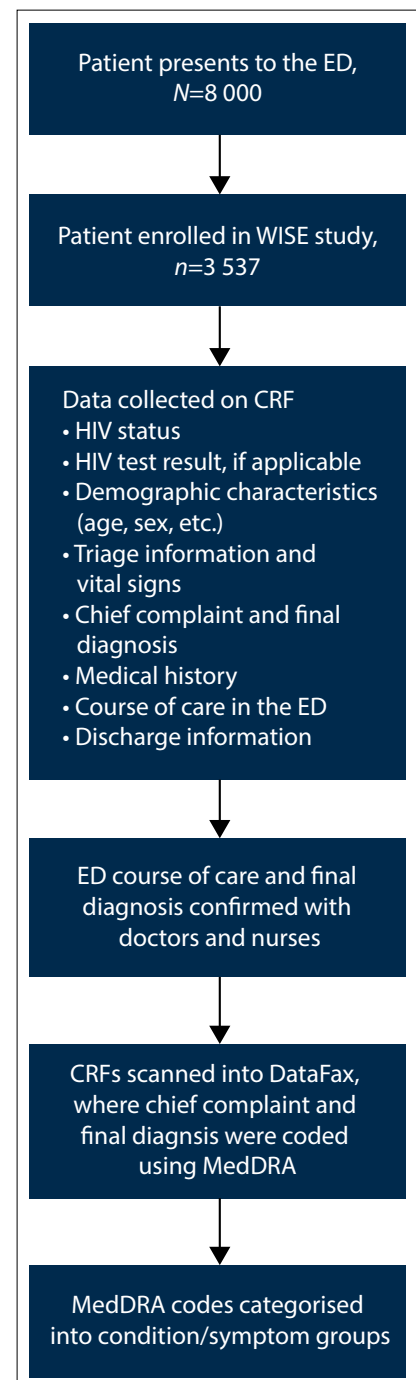 Patient presents to the ED,
N=8 000
Patient enrolled in WISE study,
n=3 537
Data collected on CRF
• HIV status
• HIV test result, if applicable
• Demographic characteristics
(age, sex, etc.)
• Triage information and
vital signs
• Chief complaint and final
diagnosis
• Medical history
• Course of care in the ED
• Discharge information
ED course of care and final
diagnosis confirmed with
doctors and nurses
CRFs scanned into DataFax,
where chief complaint and
final diagnsis were coded
using MedDRA
MedDRA codes categorised
into condition/symptom groups